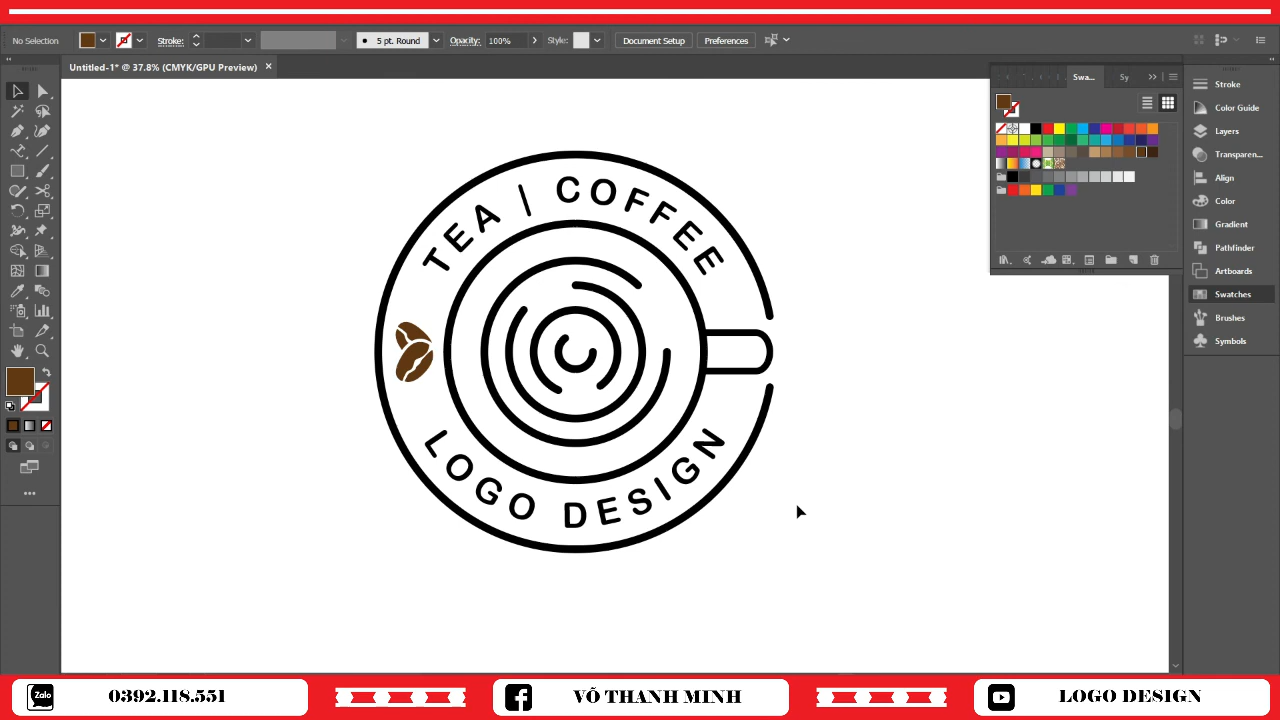 No Selection
Stroke:
5 pt. Round
Opacity:
100%
Style:
Document Setup
Preferences
Untitled-1* @ 37.8% (CMYK/GPU Preview)
Swa...
Sy
Stroke
Color Guide
Layers
Transparen...
Align
Color
Gradient
Pathfinder
Artboards
Swatches
Brushes
Symbols
TEA | COFFEE
LOGO DESIGN
Zalo
0392.118.551
VÕ THANH MINH
LOGO DESIGN